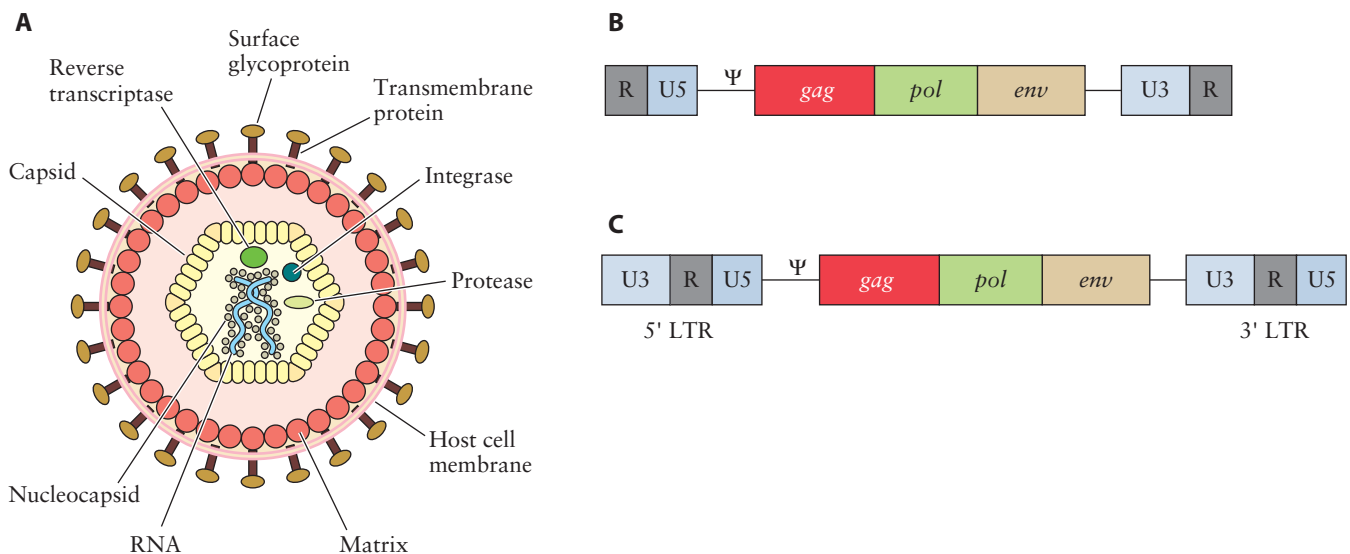 A
Surface
glycoprotein
Reverse
transcriptase
Transmembrane
protein
Capsid
Integrase
Protease
Host cell
membrane
Nucleocapsid
RNA
Matrix
B
R U5 Ψ gag pol env U3 R
C
U3 R U5 Ψ gag pol env U3 R U5
5' LTR 3' LTR